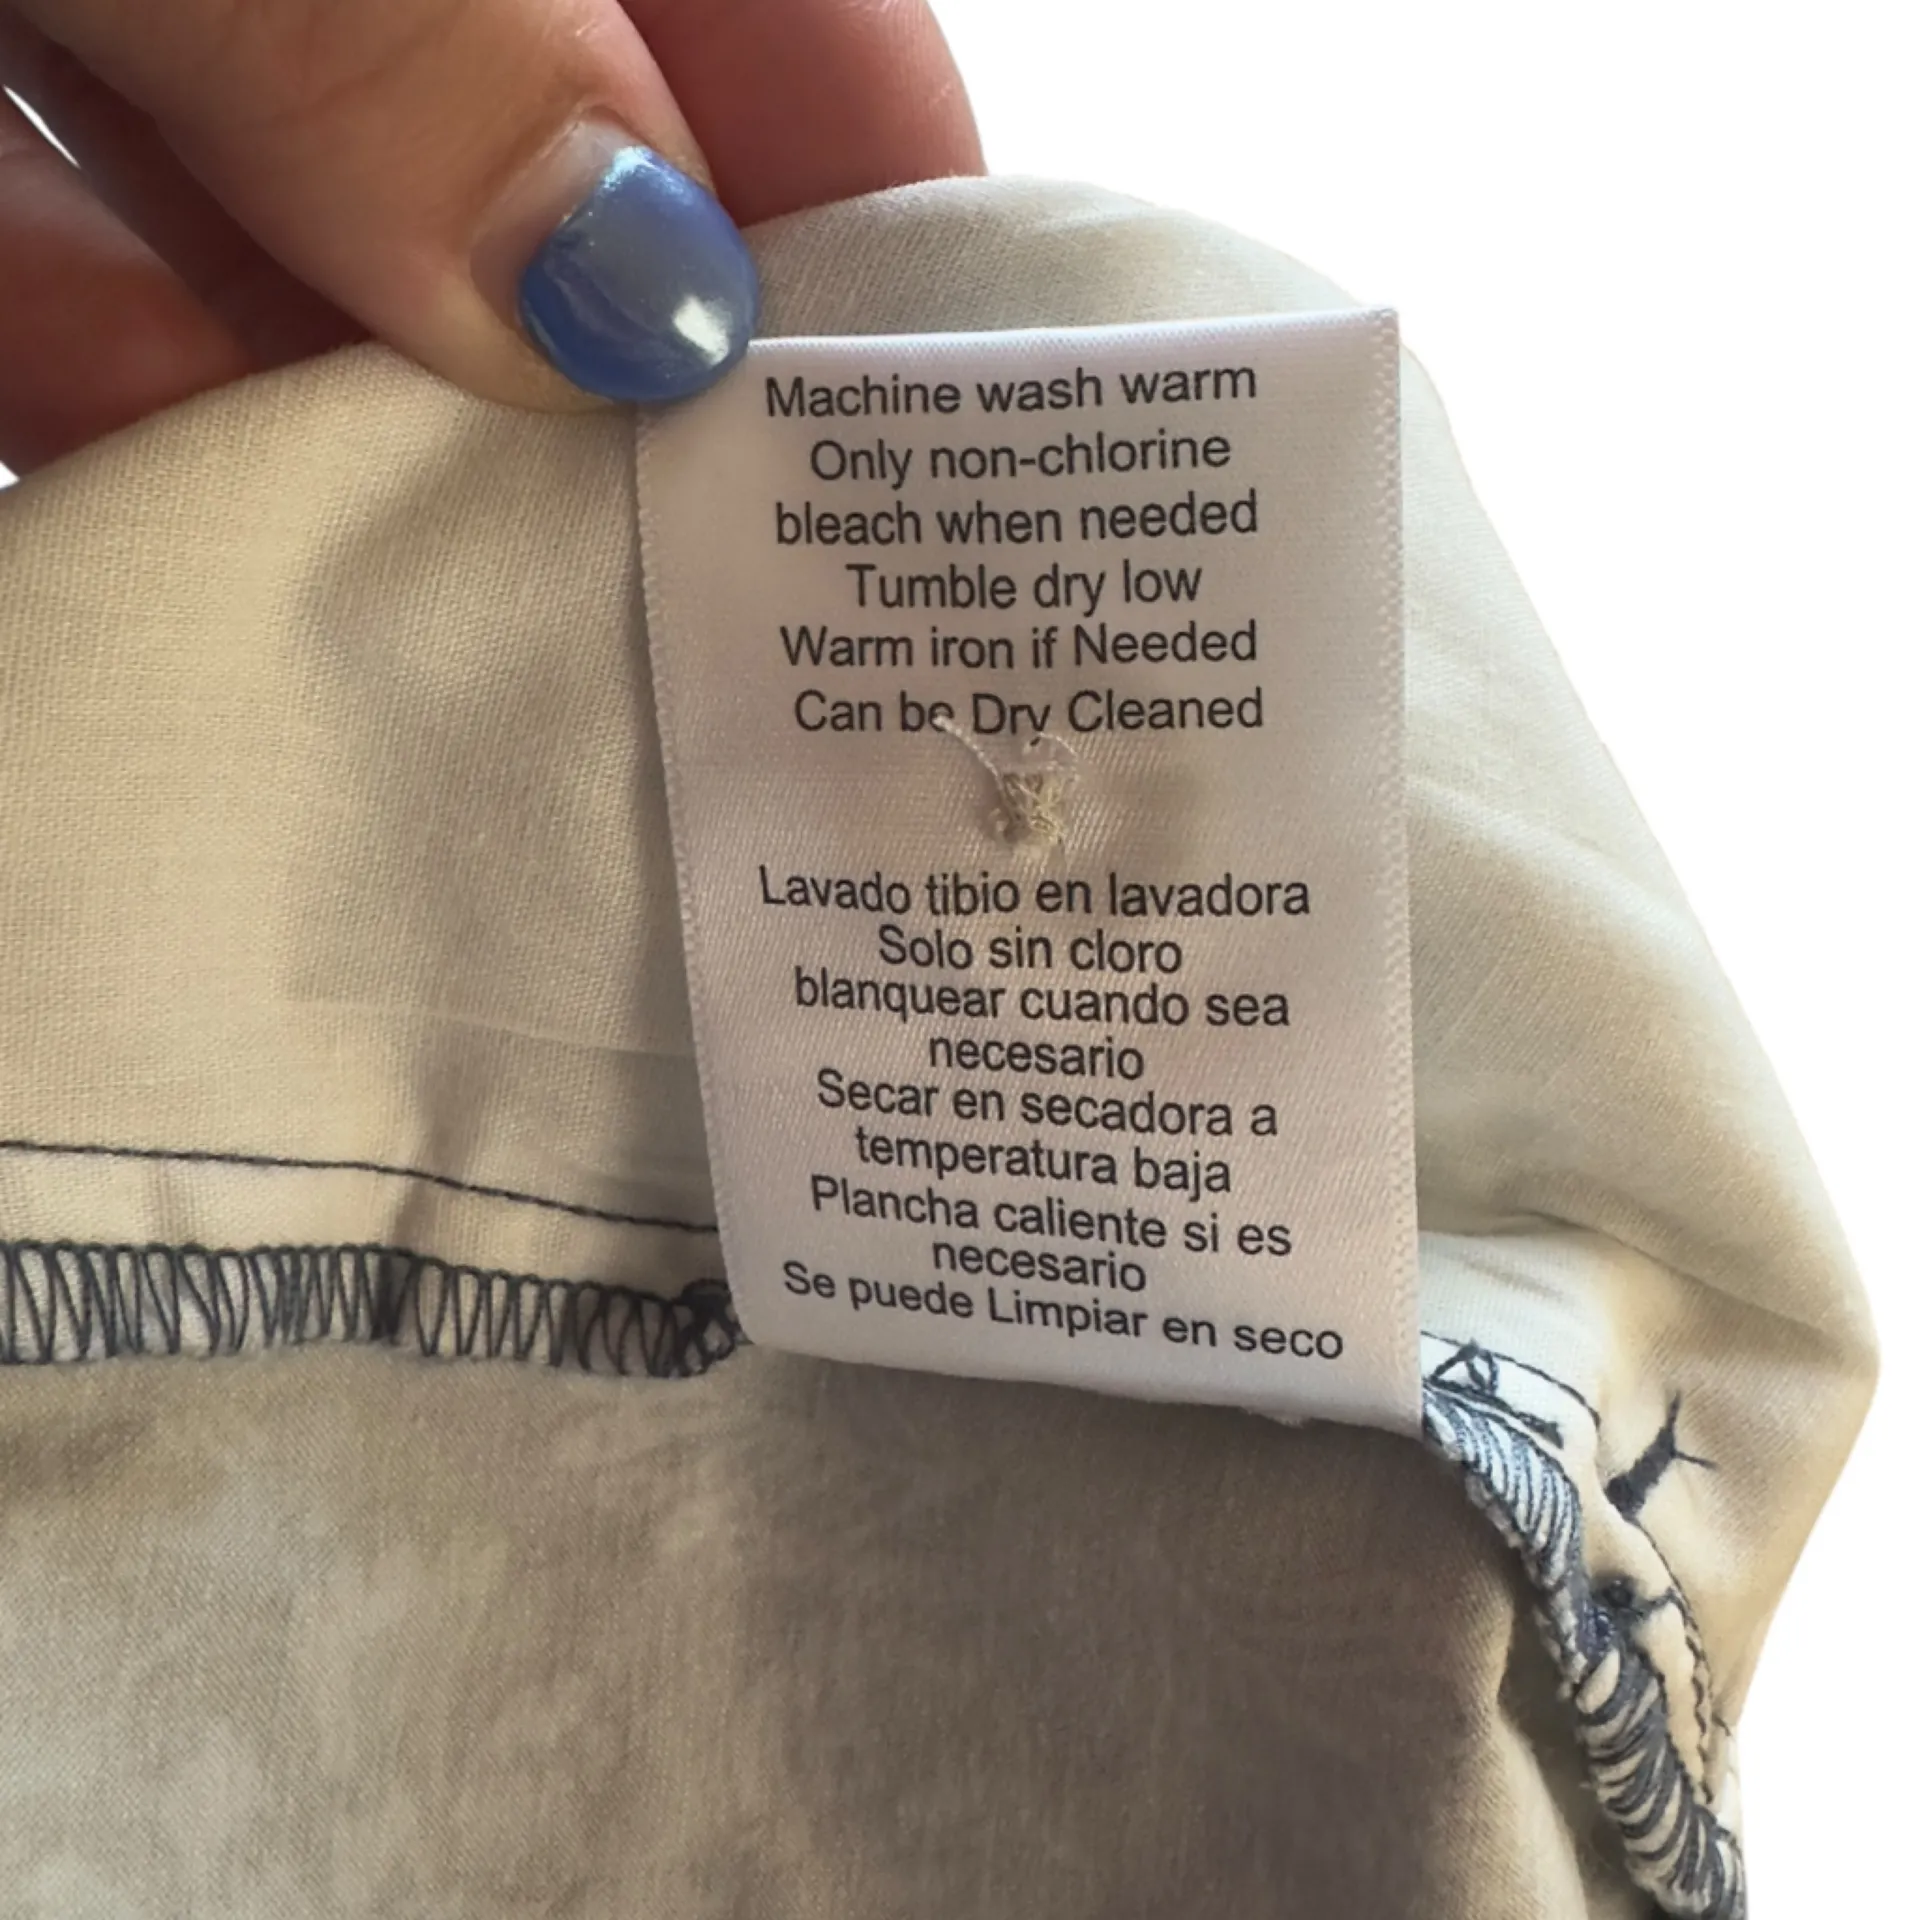 Machine wash warm
Only non-chlorine
bleach when needed
Tumble dry low
Warm iron if Needed
Can be Dry Cleaned
Lavado tibio en lavadora
Solo sin cloro
blanquear cuando sea
necesario
Secar en secadora a
temperatura baja
Plancha caliente si es
necesario
Se puede Limpiar en seco